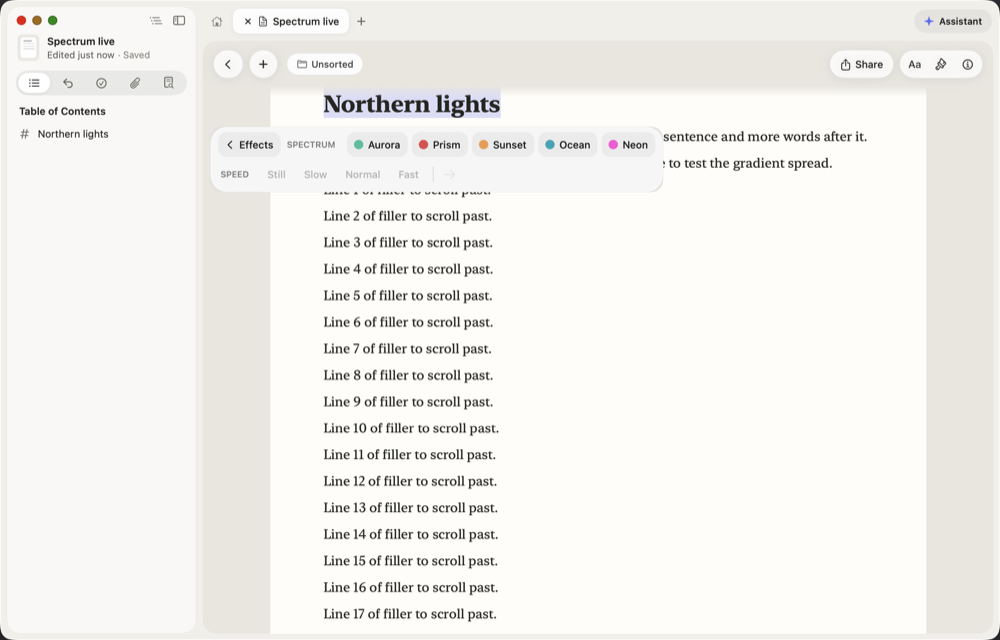 Spectrum live
Edited just now · Saved
Table of Contents
# Northern lights
Spectrum live
Assistant
Unsorted
Share
Aa
Northern lights
sentence and more words after it.
Effects SPECTRUM Aurora Prism Sunset Ocean Neon
to test the gradient spread.
SPEED Still Slow Normal Fast
Line 1 of filler to scroll past.
Line 2 of filler to scroll past.
Line 3 of filler to scroll past.
Line 4 of filler to scroll past.
Line 5 of filler to scroll past.
Line 6 of filler to scroll past.
Line 7 of filler to scroll past.
Line 8 of filler to scroll past.
Line 9 of filler to scroll past.
Line 10 of filler to scroll past.
Line 11 of filler to scroll past.
Line 12 of filler to scroll past.
Line 13 of filler to scroll past.
Line 14 of filler to scroll past.
Line 15 of filler to scroll past.
Line 16 of filler to scroll past.
Line 17 of filler to scroll past.